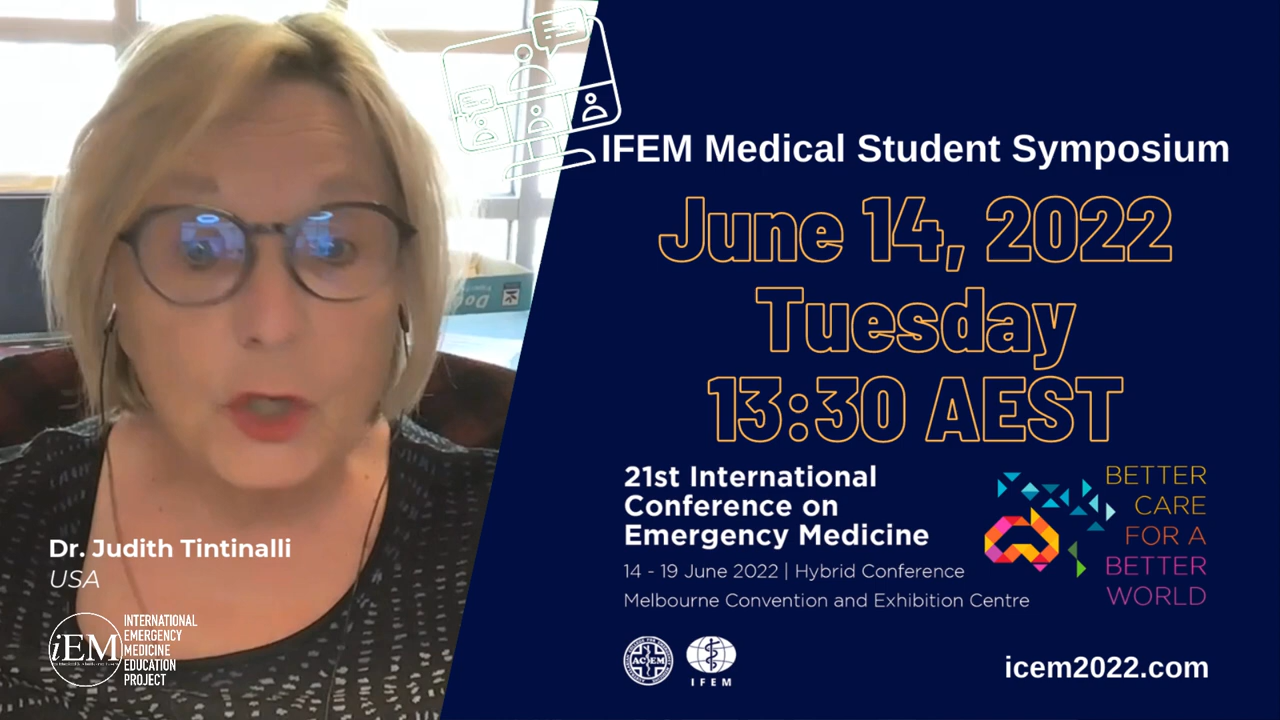 IFEM Medical Student Symposium
June 14, 2022
Tuesday
13:30 AEST
21st International
Conference on
Emergency Medicine
14 - 19 June 2022 | Hybrid Conference
Melbourne Convention and Exhibition Centre
BETTER
CARE
FOR A
BETTER
WORLD
ACEM
IFEM
icem2022.com
Dr. Judith Tintinalli
USA
iEM
INTERNATIONAL
EMERGENCY
MEDICINE
EDUCATION
PROJECT